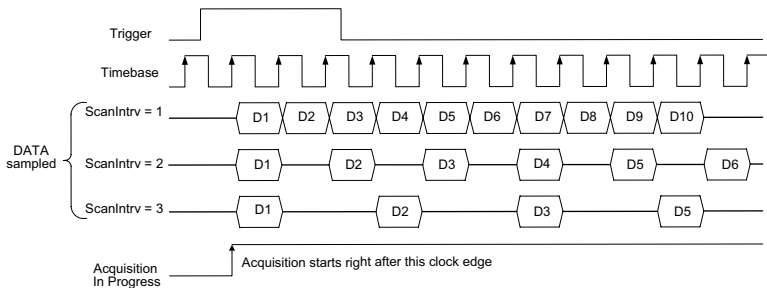 Trigger
Timebase
DATA
sampled
ScanIntrv = 1
D1 D2 D3 D4 D5 D6 D7 D8 D9 D10
ScanIntrv = 2
D1 D2 D3 D4 D5 D6
ScanIntrv = 3
D1 D2 D3 D5
Acquisition
In Progress
Acquisition starts right after this clock edge